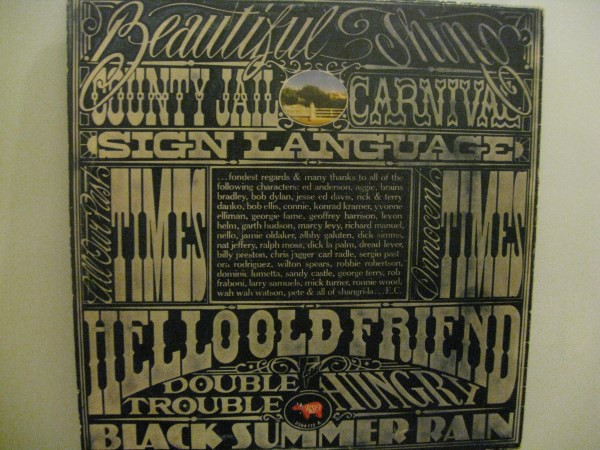 Beautiful Thing
COUNTY JAIL CARNIVAL
SIGN LANGUAGE
all our past
TIMES
...fondest regards & many thanks to all of the
following characters: ed anderson, aggie, brains
bradley, bob dylan, jesse ed davis, rick & terry
danko, bob ellis, connie, konrad kramer, yvonne
elliman, georgie fame, geoffrey harrison, levon
helm, garth hudson, marcy levy, richard manuel,
nello, jamie oldaker, albhy galuten, dick simms,
nat jeffery, ralph moss, dick la palm, dread lever,
billy preston, chris jagger carl radle, sergio past
ora rodriguez, wilton spears, robbie robertson,
dominic lumetta, sandy castle, george terry, rob
fraboni, larry samuels, mick turner, ronnie wood,
wah wah watson, pete & all of shangri-la....E.C.
innocent
TIMES
HELLO OLD FRIEND
DOUBLE
TROUBLE
HUNGRY
BLACK SUMMER RAIN